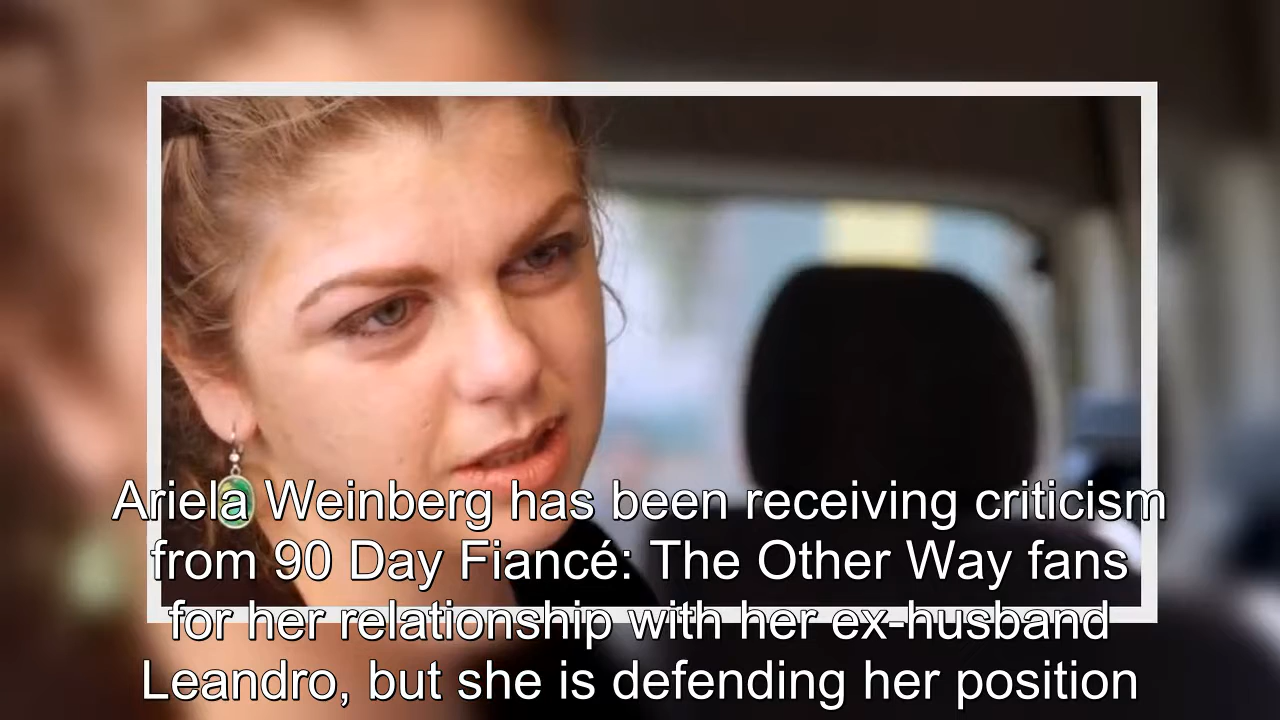 Ariela Weinberg has been receiving criticism
from 90 Day Fiancé: The Other Way fans
for her relationship with her ex-husband
Leandro, but she is defending her position